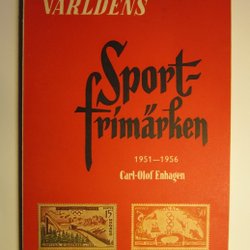 VÄRLDENS
Sport-
frimärken
1951—1956
Carl-Olof Enhagen